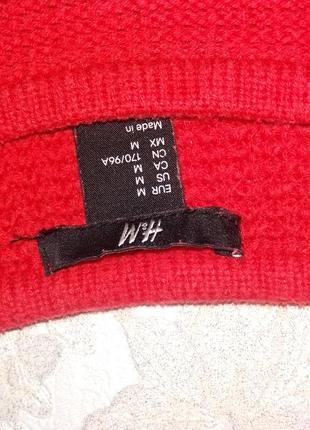 H&M
EUR M
US M
CA M
CN 170/96A
MX M
Made in